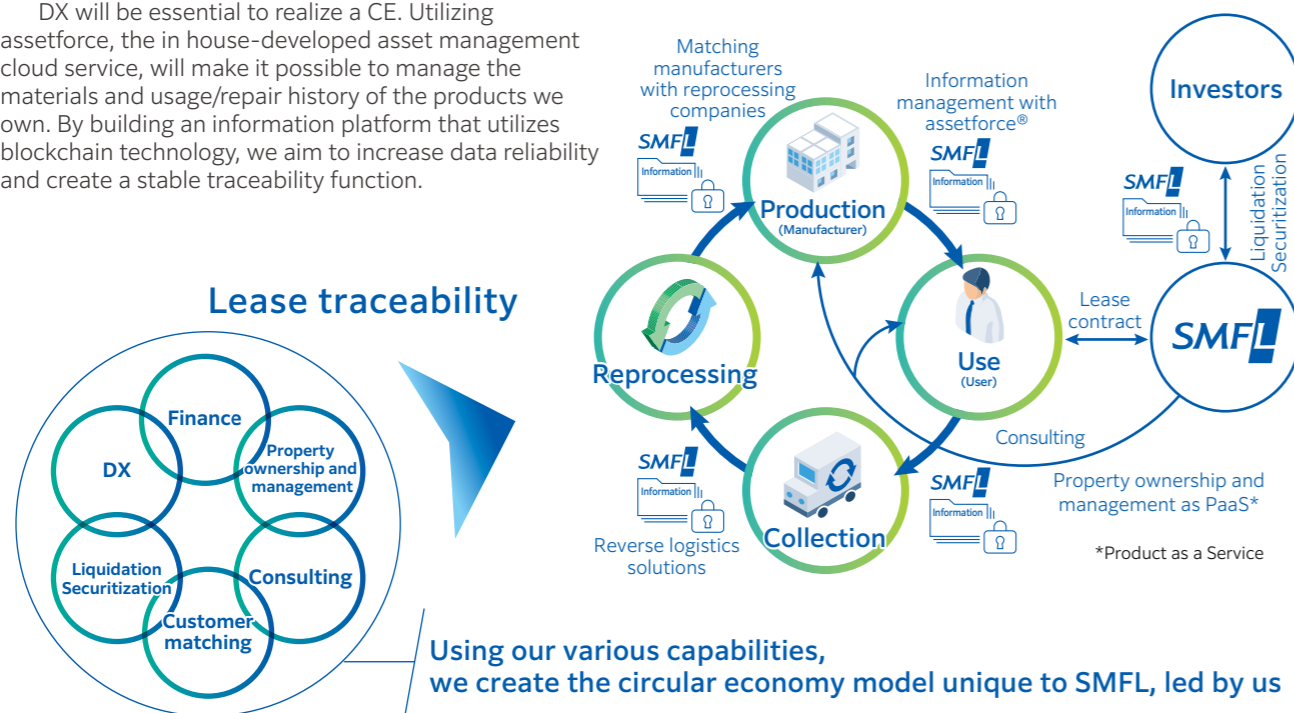 DX will be essential to realize a CE. Utilizing
assetforce, the in house-developed asset management
cloud service, will make it possible to manage the
materials and usage/repair history of the products we
own. By building an information platform that utilizes
blockchain technology, we aim to increase data reliability
and create a stable traceability function.
Lease traceability
Finance
DX
Property
ownership and
management
Liquidation
Securitization
Consulting
Customer
matching
Matching
manufacturers
with reprocessing
companies
SMFL
Information
Production
(Manufacturer)
Information
management with
assetforce®
SMFL
Information
Investors
SMFL
Information
Liquidation
Securitization
Reprocessing
Use
(User)
Lease
contract
SMFL
Consulting
SMFL
Information
Reverse logistics
solutions
Collection
SMFL
Information
Property ownership and
management as PaaS*
*Product as a Service
Using our various capabilities,
we create the circular economy model unique to SMFL, led by us